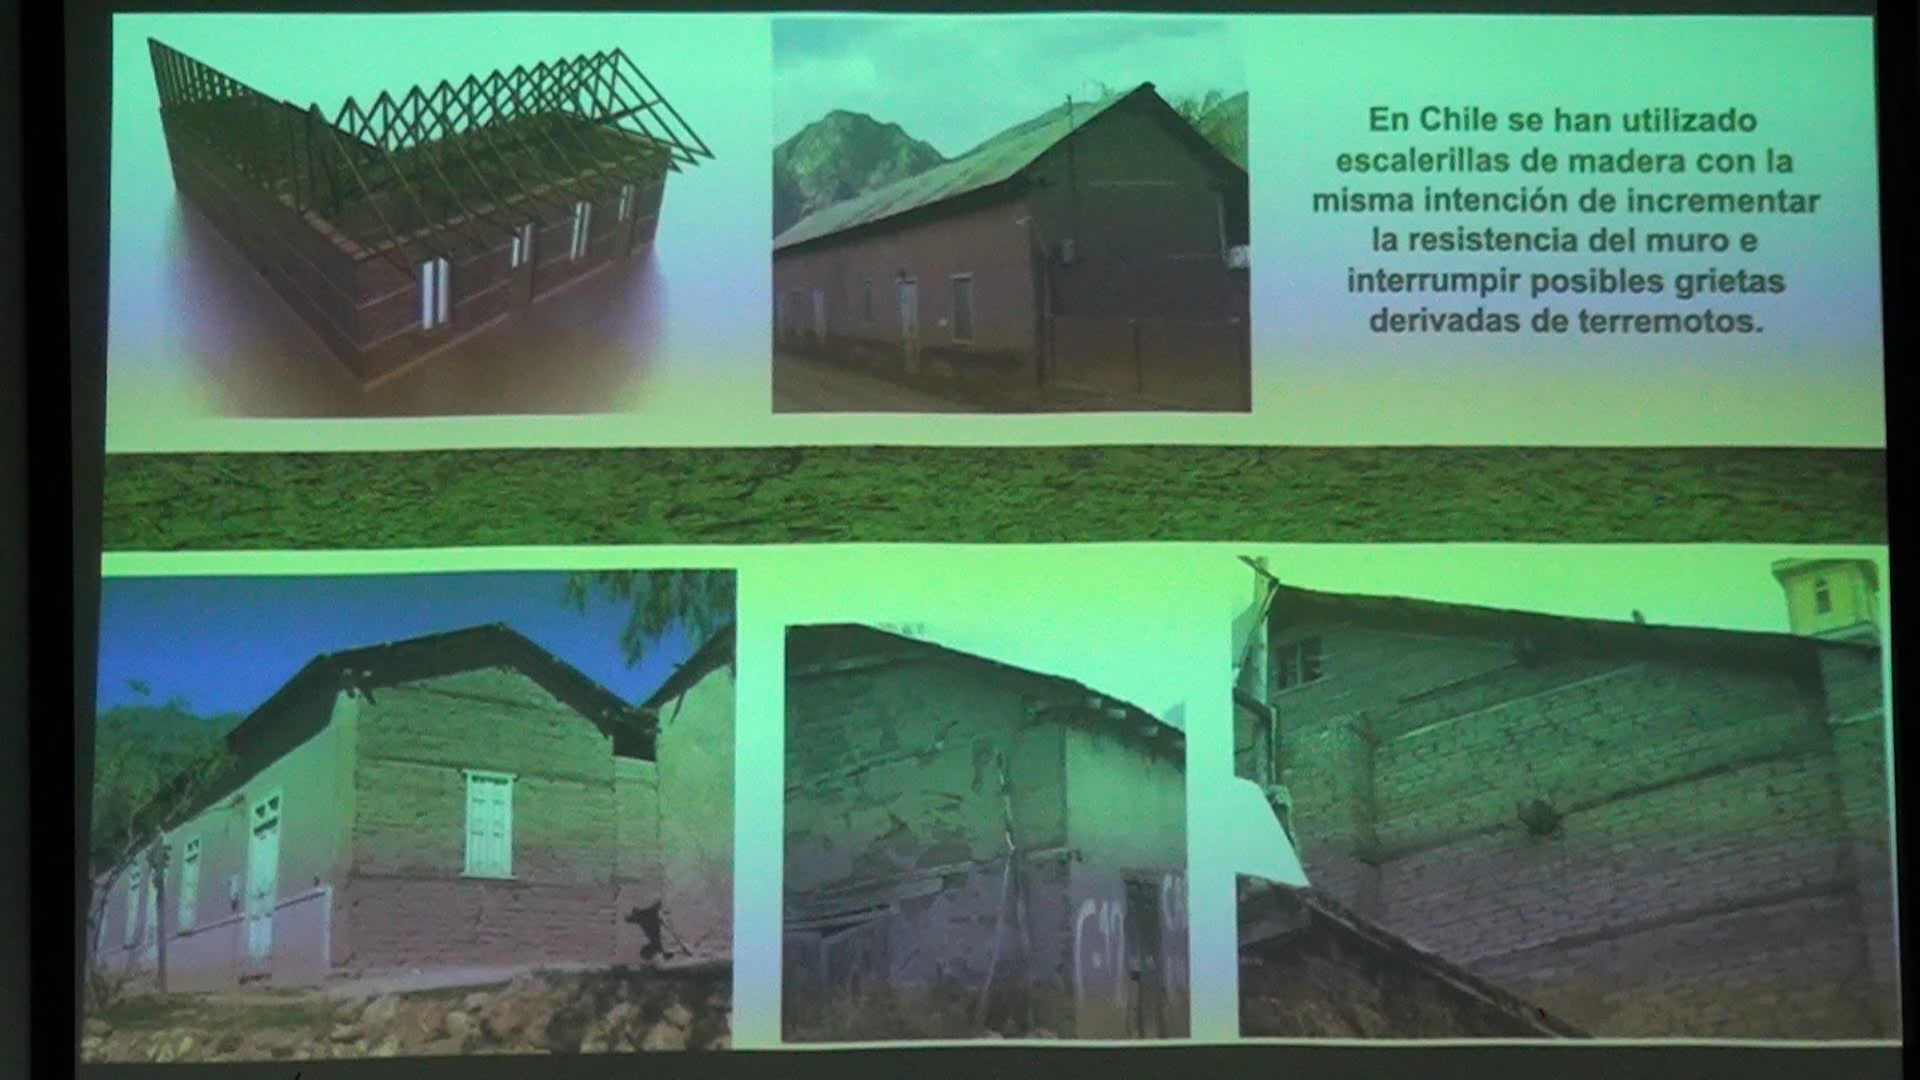 En Chile se han utilizado
escalerillas de madera con la
misma intención de incrementar
la resistencia del muro e
interrumpir posibles grietas
derivadas de terremotos.